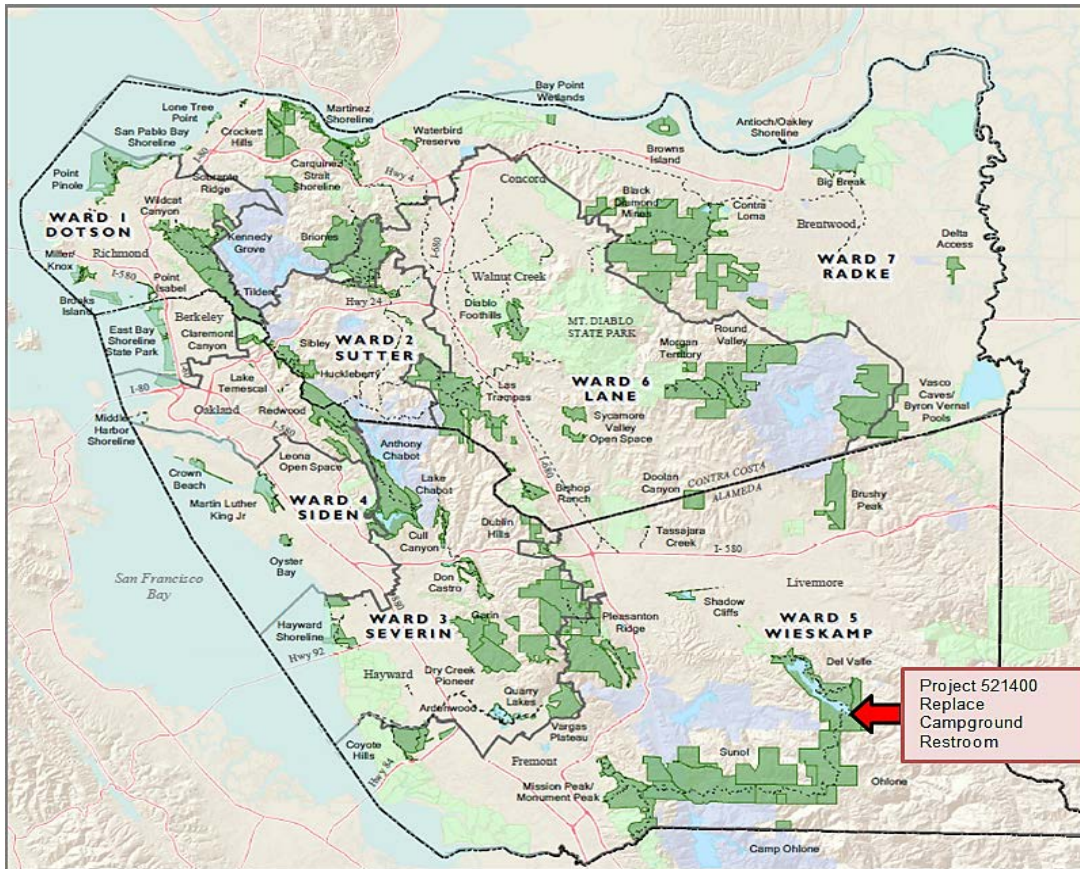 Bay Point
Wetlands
Lone Tree
Point
Martinez
Shoreline
San Pablo Bay
Shoreline
Crockett
Hills
Waterbird
Preserve
Antioch/Oakley
Shoreline
I-80
Hwy 4
Browns
Island
Point
Pinole
Carquinez
Strait
Shoreline
Concord
Big Break
Sobrante
Ridge
Black
Diamond
Mines
Contra
Loma
Wildcat
Canyon
WARD 1
DOTSON
Kennedy
Grove
Briones
I-680
Brentwood
Delta
Access
Richmond
Miller/
Knox
I-580
Walnut Creek
WARD 7
RADKE
Point
Isabel
Tilden
Hwy 24
Diablo
Foothills
Brooks
Island
Berkeley
MT. DIABLO
STATE PARK
Round
Valley
East Bay
Shoreline
State Park
Claremont
Canyon
Sibley
WARD 2
SUTTER
Morgan
Territory
Huckleberry
I-80
Lake
Temescal
Las
Trampas
WARD 6
LANE
Vasco
Caves/
Byron Vernal
Pools
I-80
Oakland
Redwood
Middle
Harbor
Shoreline
I-580
Sycamore
Valley
Open Space
Anthony
Chabot
Leona
Open Space
I-680
CONTRA COSTA
ALAMEDA
Crown
Beach
Lake
Chabot
Bishop
Ranch
Doolan
Canyon
Brushy
Peak
Martin Luther
King Jr
WARD 4
SIDEN
Dublin
Hills
Cull
Canyon
Tassajara
Creek
I-580
Oyster
Bay
San Francisco
Bay
Don
Castro
Livermore
I-880
Shadow
Cliffs
WARD 3
SEVERIN
Garin
Pleasanton
Ridge
WARD 5
WIESKAMP
Hayward
Shoreline
Hwy 92
Del Valle
Hayward
Dry Creek
Pioneer
Project 521400
Replace
Campground
Restroom
Quarry
Lakes
Ardenwood
Vargas
Plateau
Coyote
Hills
Sunol
Hwy 84
Fremont
Ohlone
Mission Peak/
Monument Peak
Camp Ohlone